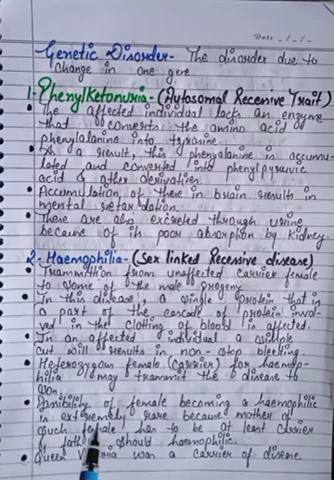 Date
Genetic Disorder - The disorder due to
change in one gene
1. PhenylKetonuria - (Autosomal Recessive Trait)
• The affected individual lack an enzyme
that converts the amino acid
phenylalanine into tyrosine.
• As a result, this phenylalanine is accumu-
lated and converted into phenylpyruvic
acid & other derivatives.
• Accumulation of these in brain results in
mental retardation.
• There are also excreted through urine
because of its poor absorption by kidney.
2. Haemophilia - (Sex linked Recessive disease)
• Transmittion from unaffected carrier female
to some of the male progeny
• In this disease, a single protein that is
a part of the cascade of protein invol-
ved in the clotting of blood is affected.
• In an affected individual a simple
cut will results in non-stop bleeding.
• Heterozygous female (carrier) for haemop-
hilia may transmit the disease to
son.
• Possibility of female becoming a haemophilic
is extremely rare because mother of
such female has to be at least carrier
& father should haemophilic.
• Queen Victoria was a carrier of disease